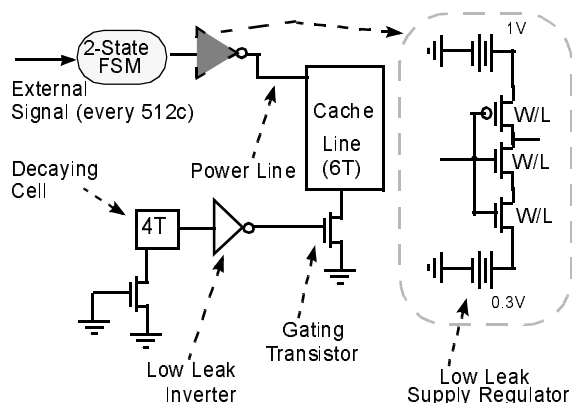 2-State
FSM
External
Signal (every 512c)
Cache
Line
(6T)
Power Line
Decaying
Cell
4T
Low Leak
Inverter
Gating
Transistor
1V
W/L
W/L
W/L
0.3V
Low Leak
Supply Regulator